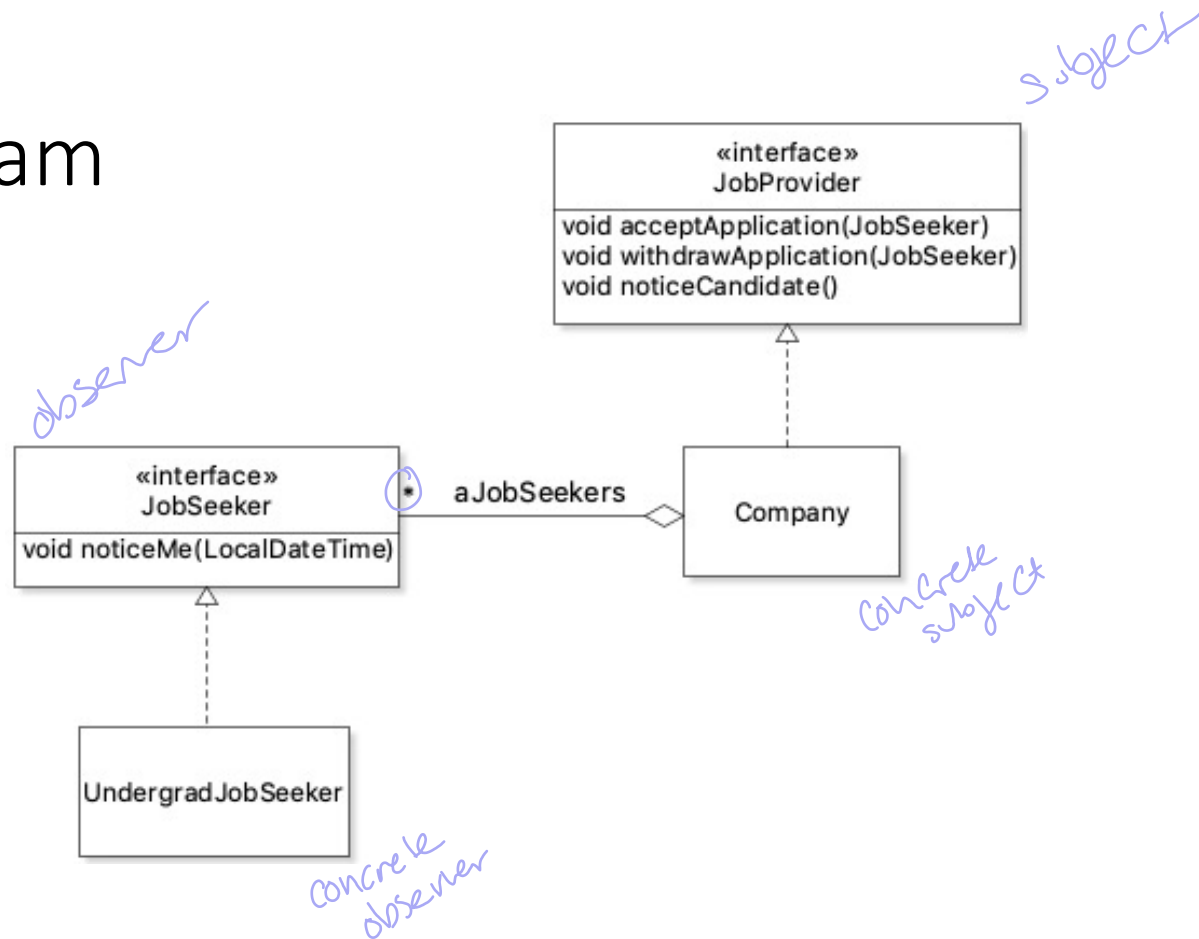 subject
am
«interface»
JobProvider
void acceptApplication(JobSeeker)
void withdrawApplication(JobSeeker)
void noticeCandidate()
observer
«interface»
JobSeeker
void noticeMe(LocalDateTime)
*
aJobSeekers
Company
concrete
subject
UndergradJobSeeker
concrete
observer